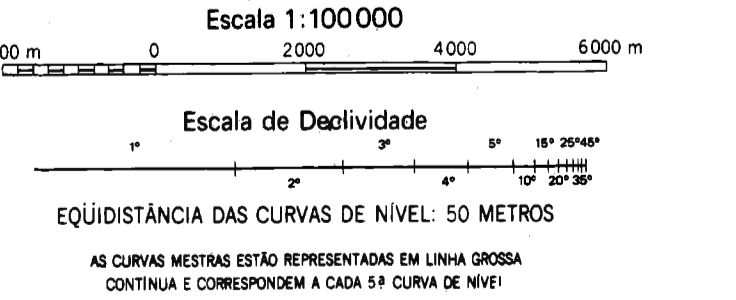 Escala 1:100 000
00 m 0 2000 4000 6000 m
Escala de Declividade
1° 3° 5° 15° 25° 45°
2° 4° 10° 20° 35°
EQÜIDISTÂNCIA DAS CURVAS DE NÍVEL: 50 METROS
AS CURVAS MESTRAS ESTÃO REPRESENTADAS EM LINHA GROSSA
CONTÍNUA E CORRESPONDEM A CADA 5ª CURVA DE NÍVEl